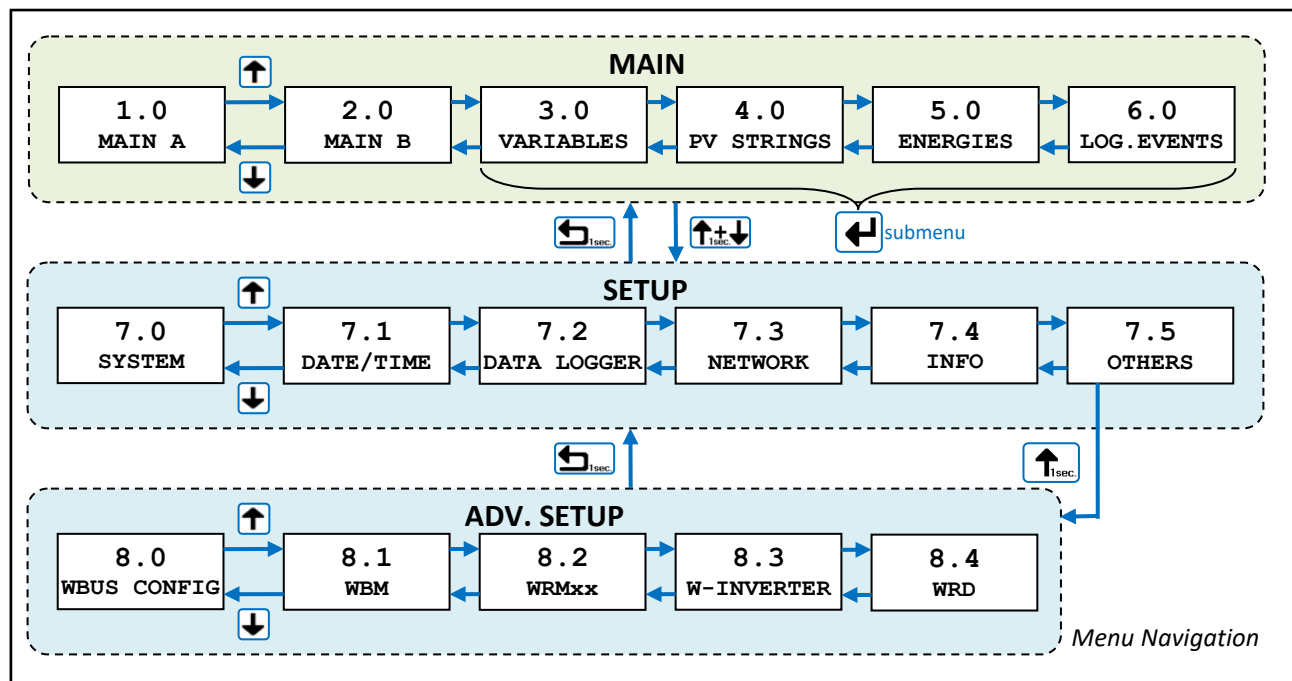 MAIN
1.0
MAIN A
2.0
MAIN B
3.0
VARIABLES
4.0
PV STRINGS
5.0
ENERGIES
6.0
LOG.EVENTS
1sec.
1sec.
+
submenu
SETUP
7.0
SYSTEM
7.1
DATE/TIME
7.2
DATA LOGGER
7.3
NETWORK
7.4
INFO
7.5
OTHERS
1sec.
1sec.
ADV. SETUP
8.0
WBUS CONFIG
8.1
WBM
8.2
WRMxx
8.3
W-INVERTER
8.4
WRD
Menu Navigation